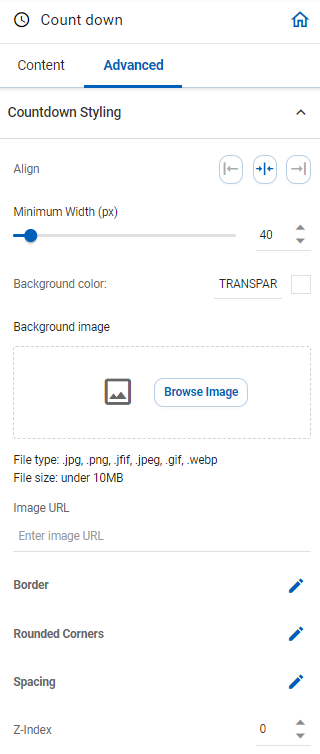 Count down
Content Advanced
Countdown Styling
Align
Minimum Width (px)
40
Background color: TRANSPAR
Background image
Browse Image
File type: .jpg, .png, .jfif, .jpeg, .gif, .webp
File size: under 10MB
Image URL
Enter image URL
Border
Rounded Corners
Spacing
Z-Index 0